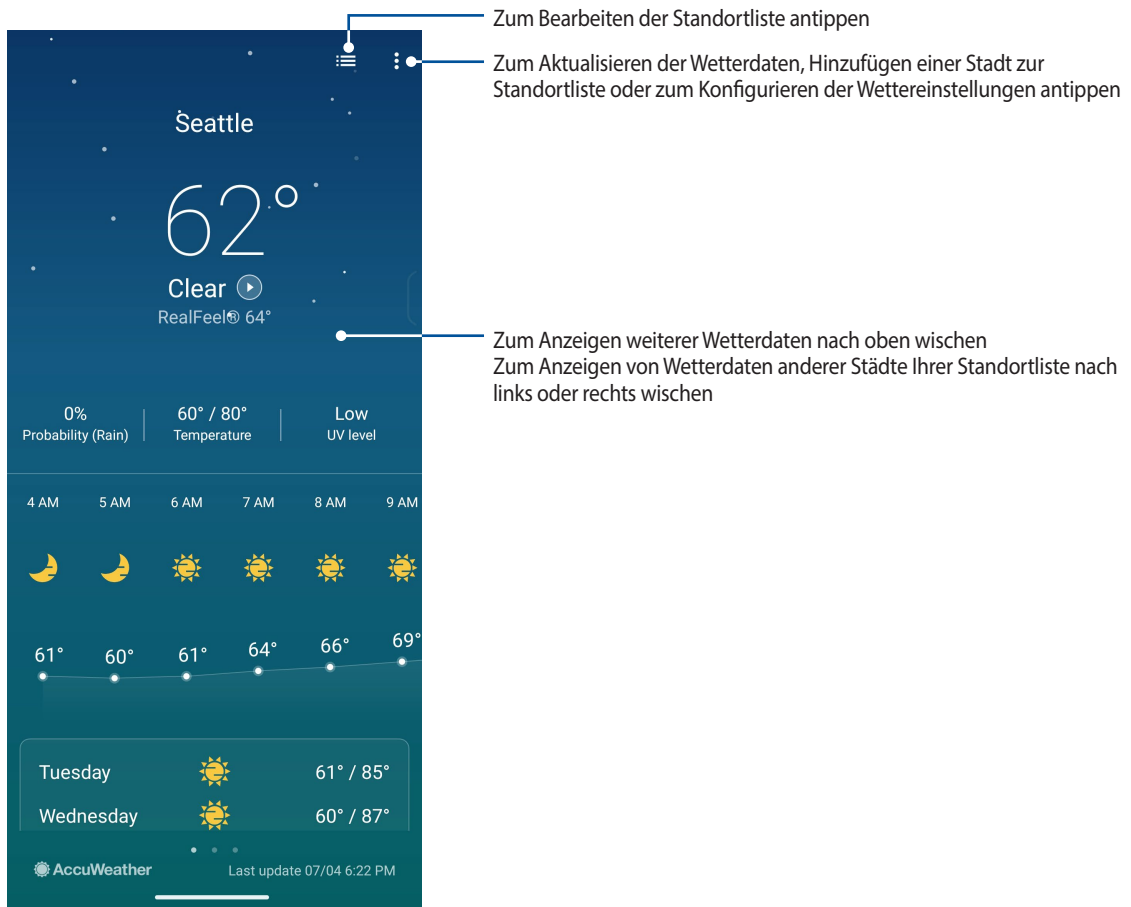 Zum Bearbeiten der Standortliste antippen
Zum Aktualisieren der Wetterdaten, Hinzufügen einer Stadt zur
Standortliste oder zum Konfigurieren der Wettereinstellungen antippen
Seattle
62°
Clear
RealFeel® 64°
Zum Anzeigen weiterer Wetterdaten nach oben wischen
Zum Anzeigen von Wetterdaten anderer Städte Ihrer Standortliste nach
links oder rechts wischen
0% 60° / 80° Low
Probability (Rain) Temperature UV level
4 AM 5 AM 6 AM 7 AM 8 AM 9 AM
61° 60° 61° 64° 66° 69°
Tuesday 61° / 85°
Wednesday 60° / 87°
AccuWeather Last update 07/04 6:22 PM